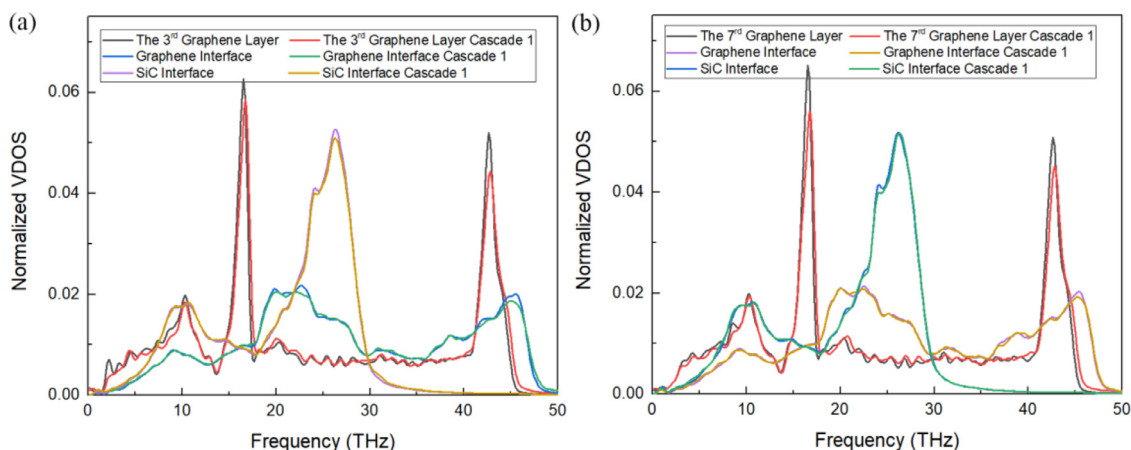 (a)
The 3rd Graphene Layer
The 3rd Graphene Layer Cascade 1
Graphene Interface
Graphene Interface Cascade 1
SiC Interface
SiC Interface Cascade 1
Normalized VDOS
0.06
0.04
0.02
0.00
0
10
20
30
40
50
Frequency (THz)
(b)
The 7rd Graphene Layer
The 7rd Graphene Layer Cascade 1
Graphene Interface
Graphene Interface Cascade 1
SiC Interface
SiC Interface Cascade 1
Normalized VDOS
0.06
0.04
0.02
0.00
0
10
20
30
40
50
Frequency (THz)